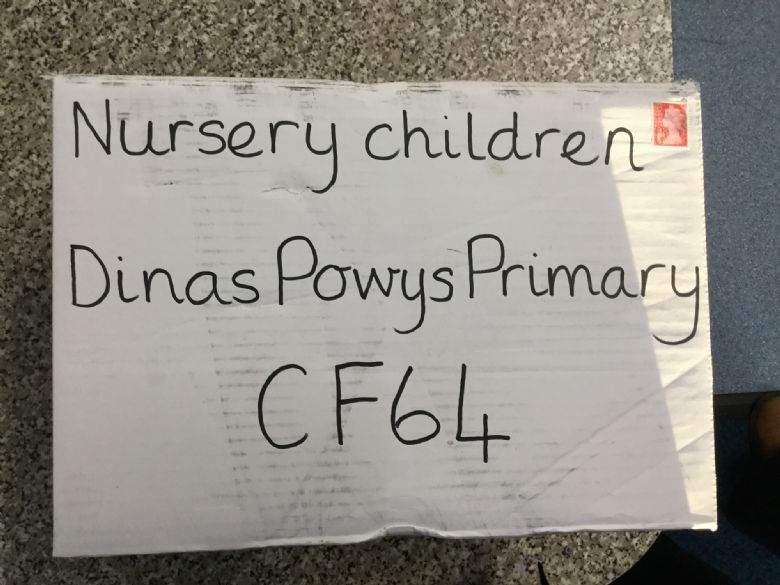 Nursery children
Dinas Powys Primary
CF64